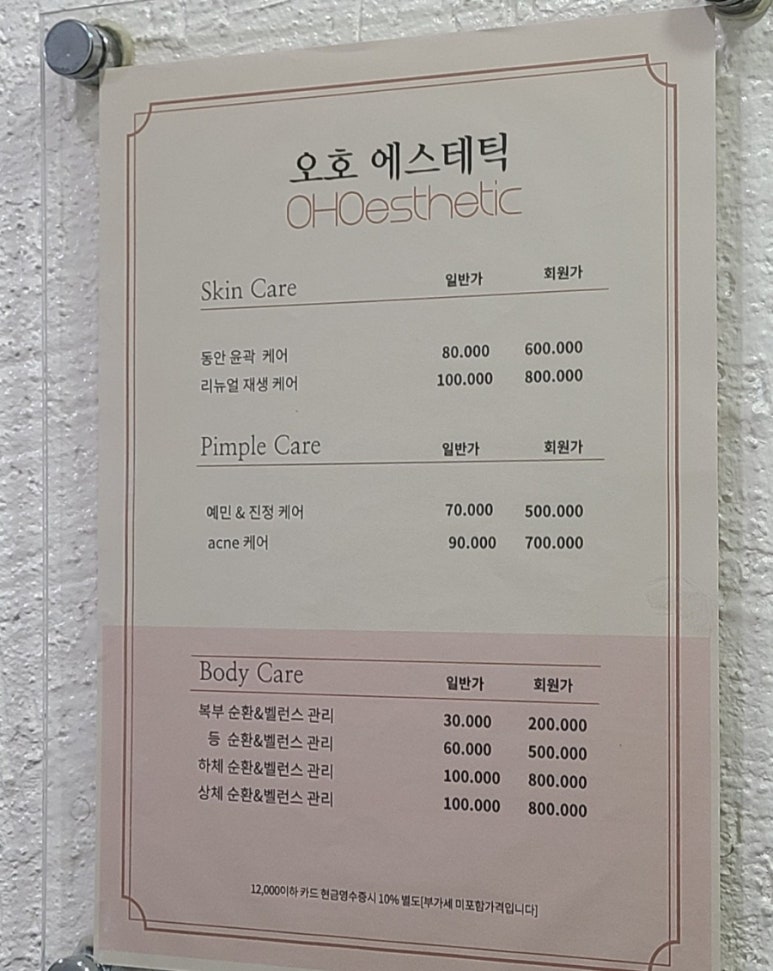 오호 에스테틱
OHOesthetic
Skin Care 일반가 회원가
동안 윤곽 케어 80.000 600.000
리뉴얼 재생 케어 100.000 800.000
Pimple Care 일반가 회원가
예민 & 진정 케어 70.000 500.000
acne 케어 90.000 700.000
Body Care 일반가 회원가
복부 순환&벨런스 관리 30.000 200.000
등 순환&벨런스 관리 60.000 500.000
하체 순환&벨런스 관리 100.000 800.000
상체 순환&벨런스 관리 100.000 800.000
12,000이하 카드 현금영수증시 10% 별도[부가세 미포함가격입니다]